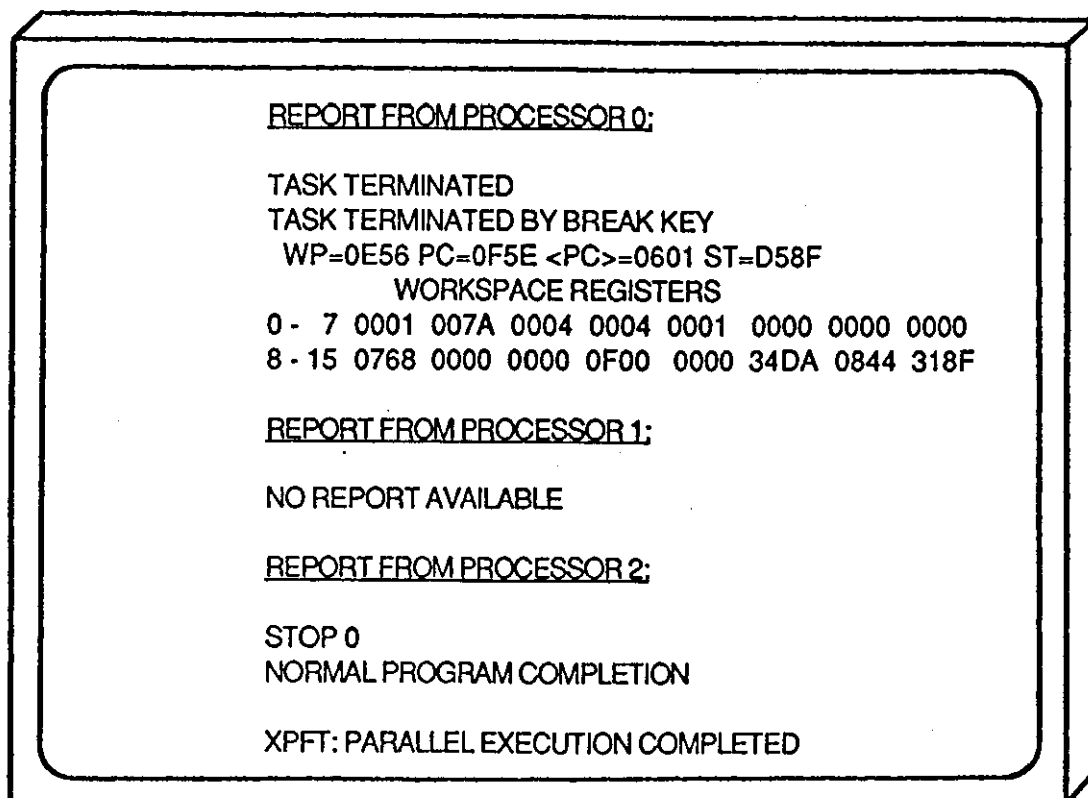 REPORT FROM PROCESSOR 0:
TASK TERMINATED
TASK TERMINATED BY BREAK KEY
WP=0E56 PC=0F5E <PC>=0601 ST=D58F
WORKSPACE REGISTERS
0 - 7 0001 007A 0004 0004 0001 0000 0000 0000
8 - 15 0768 0000 0000 0F00 0000 34DA 0844 318F
REPORT FROM PROCESSOR 1:
NO REPORT AVAILABLE
REPORT FROM PROCESSOR 2:
STOP 0
NORMAL PROGRAM COMPLETION
XPFT: PARALLEL EXECUTION COMPLETED